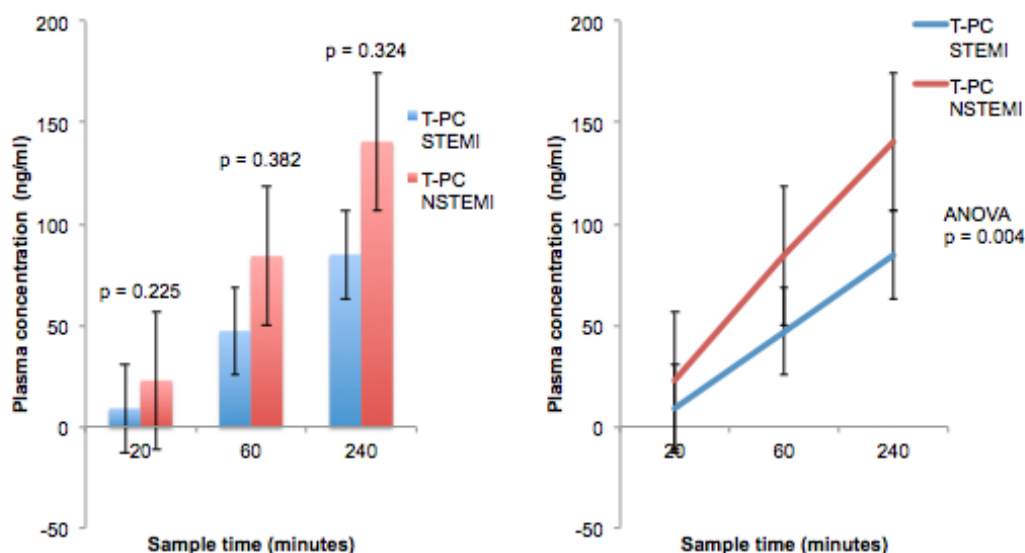 200
150
100
50
0
-50
Plasma concentration (ng/ml)
p = 0.225
p = 0.382
p = 0.324
T-PC
STEMI
T-PC
NSTEMI
20
60
240
Sample time (minutes)
200
150
100
50
0
-50
Plasma concentration (ng/ml)
T-PC
STEMI
T-PC
NSTEMI
ANOVA
p = 0.004
20
60
240
Sample time (minutes)